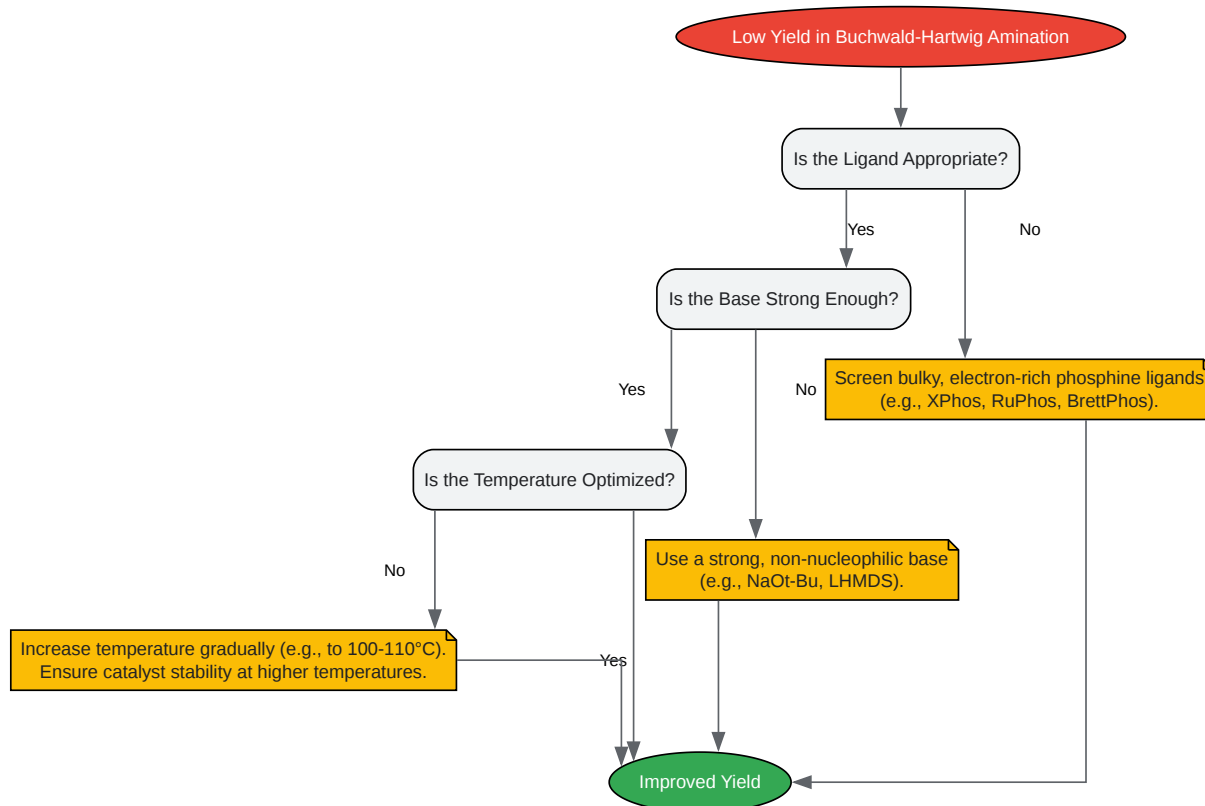 Low Yield in Buchwald-Hartwig Amination
Is the Ligand Appropriate?
Yes
No
Is the Base Strong Enough?
Screen bulky, electron-rich phosphine ligands
(e.g., XPhos, RuPhos, BrettPhos).
Yes
No
Is the Temperature Optimized?
Use a strong, non-nucleophilic base
(e.g., NaOt-Bu, LHMDS).
No
Increase temperature gradually (e.g., to 100-110°C).
Ensure catalyst stability at higher temperatures.
Yes
Improved Yield